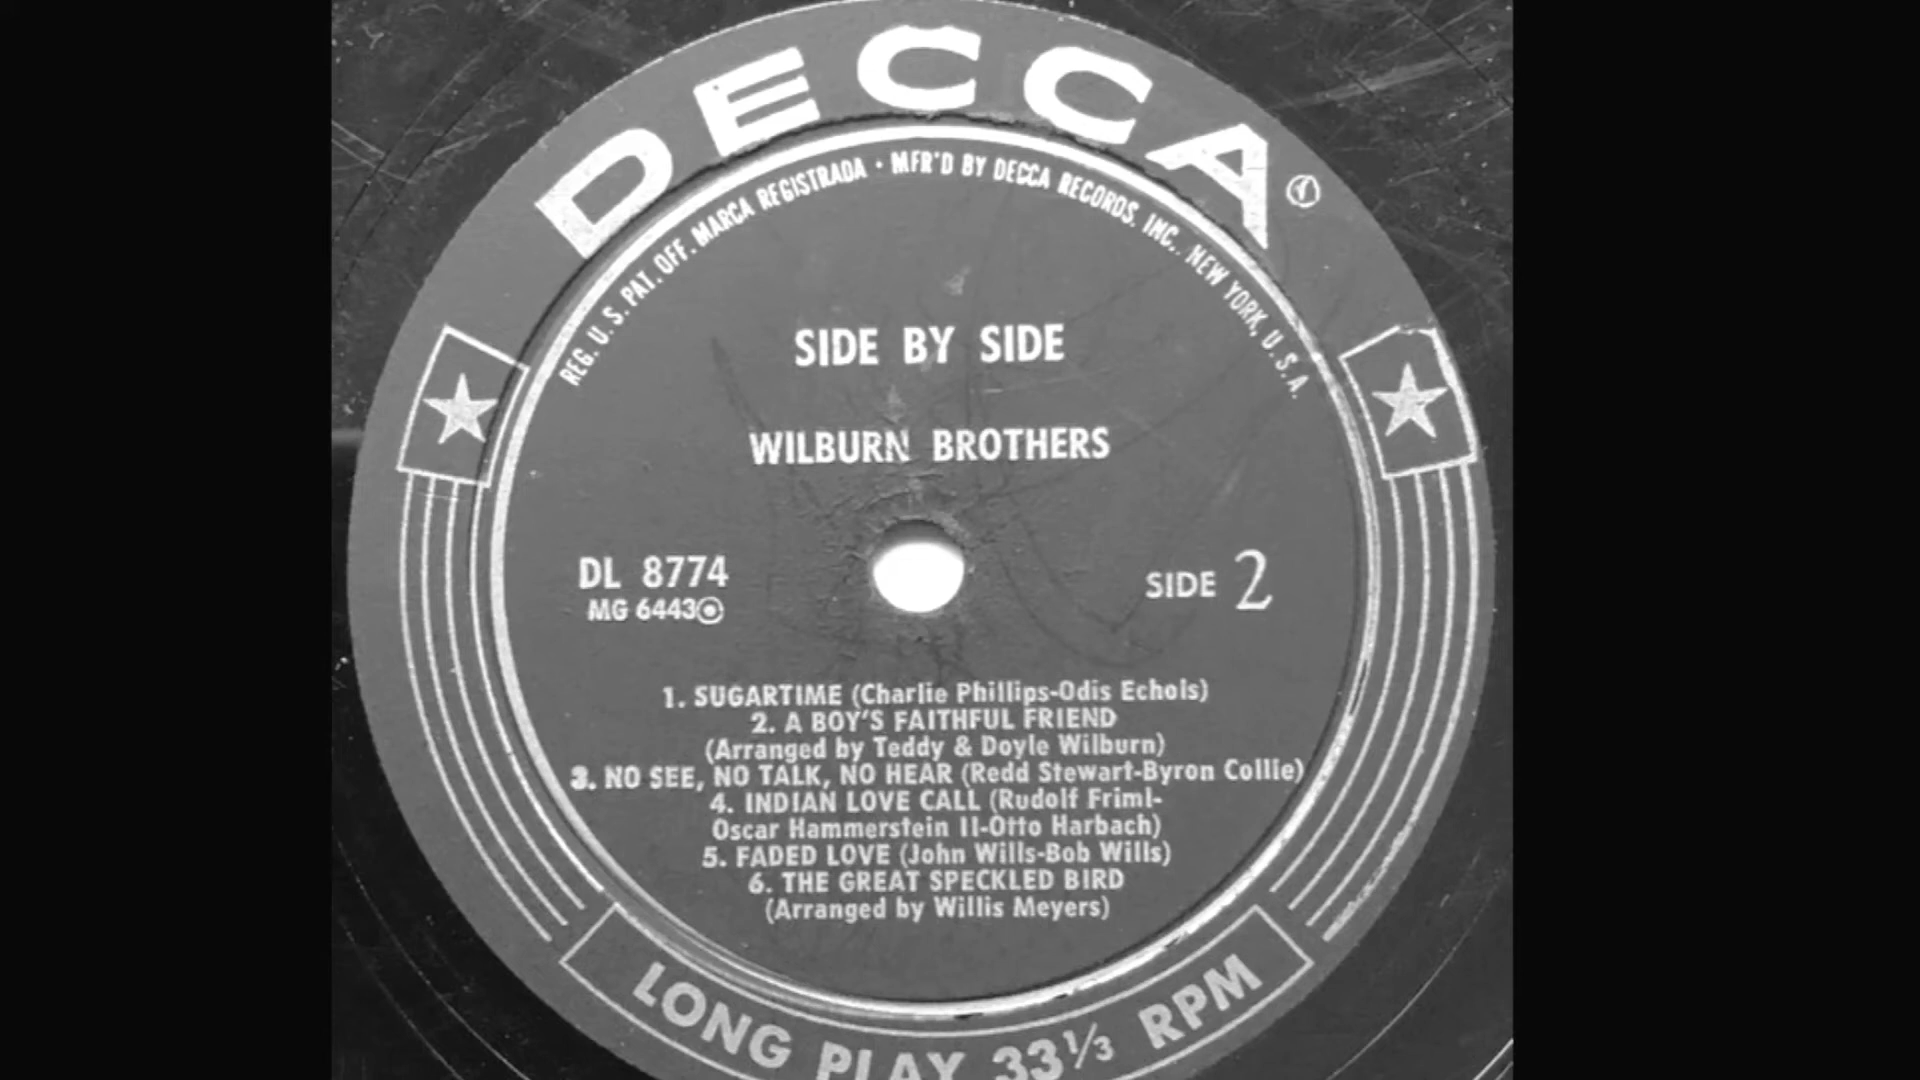 DECCA®
REG. U. S. PAT. OFF. MARCA REGISTRADA • MFR'D BY DECCA RECORDS, INC., NEW YORK, U. S. A.
SIDE BY SIDE
WILBURN BROTHERS
DL 8774
MG 6443
SIDE 2
1. SUGARTIME (Charlie Phillips-Odis Echols)
2. A BOY'S FAITHFUL FRIEND
(Arranged by Teddy & Doyle Wilburn)
3. NO SEE, NO TALK, NO HEAR (Redd Stewart-Byron Collie)
4. INDIAN LOVE CALL (Rudolf Friml-
Oscar Hammerstein II-Otto Harbach)
5. FADED LOVE (John Wills-Bob Wills)
6. THE GREAT SPECKLED BIRD
(Arranged by Willis Meyers)
LONG PLAY 33⅓ RPM